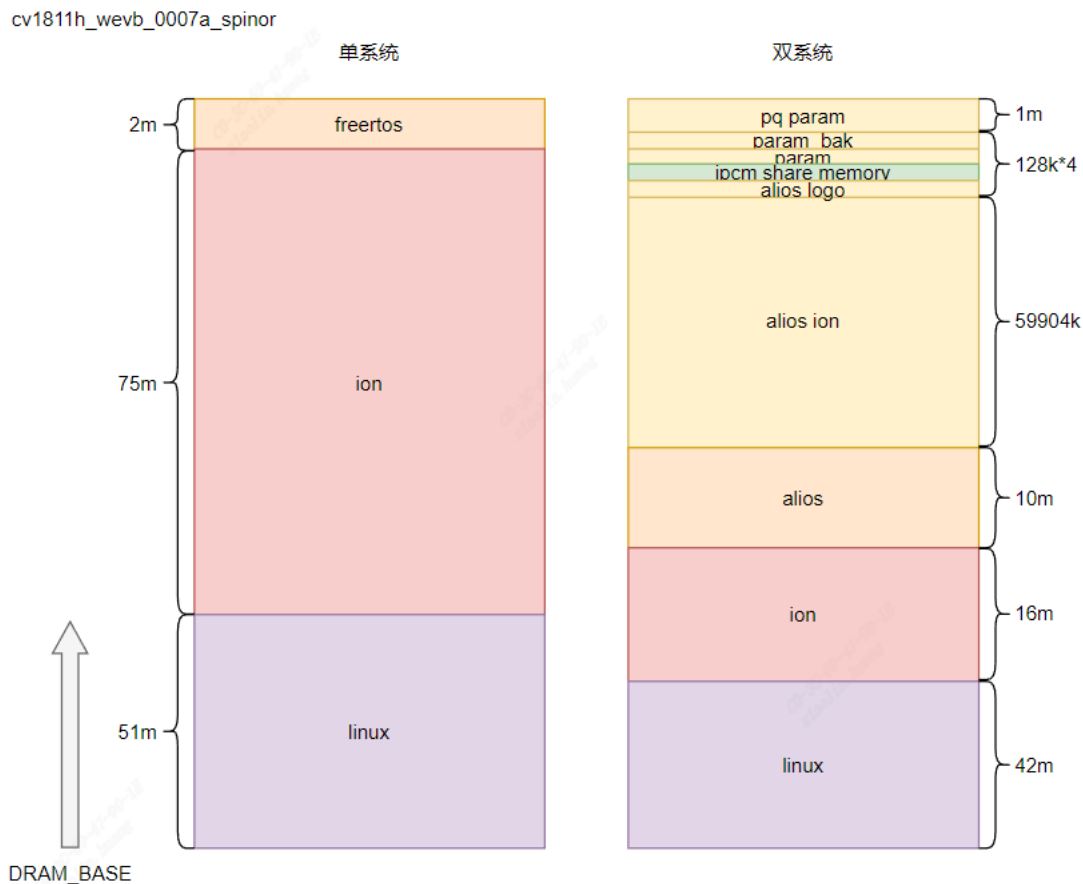 cv1811h_wevb_0007a_spinor
单系统
双系统
2m
freertos
75m
ion
51m
linux
DRAM_BASE
pq param
1m
param_bak
param
ipcm share memory
alios logo
128k*4
alios ion
59904k
alios
10m
ion
16m
linux
42m